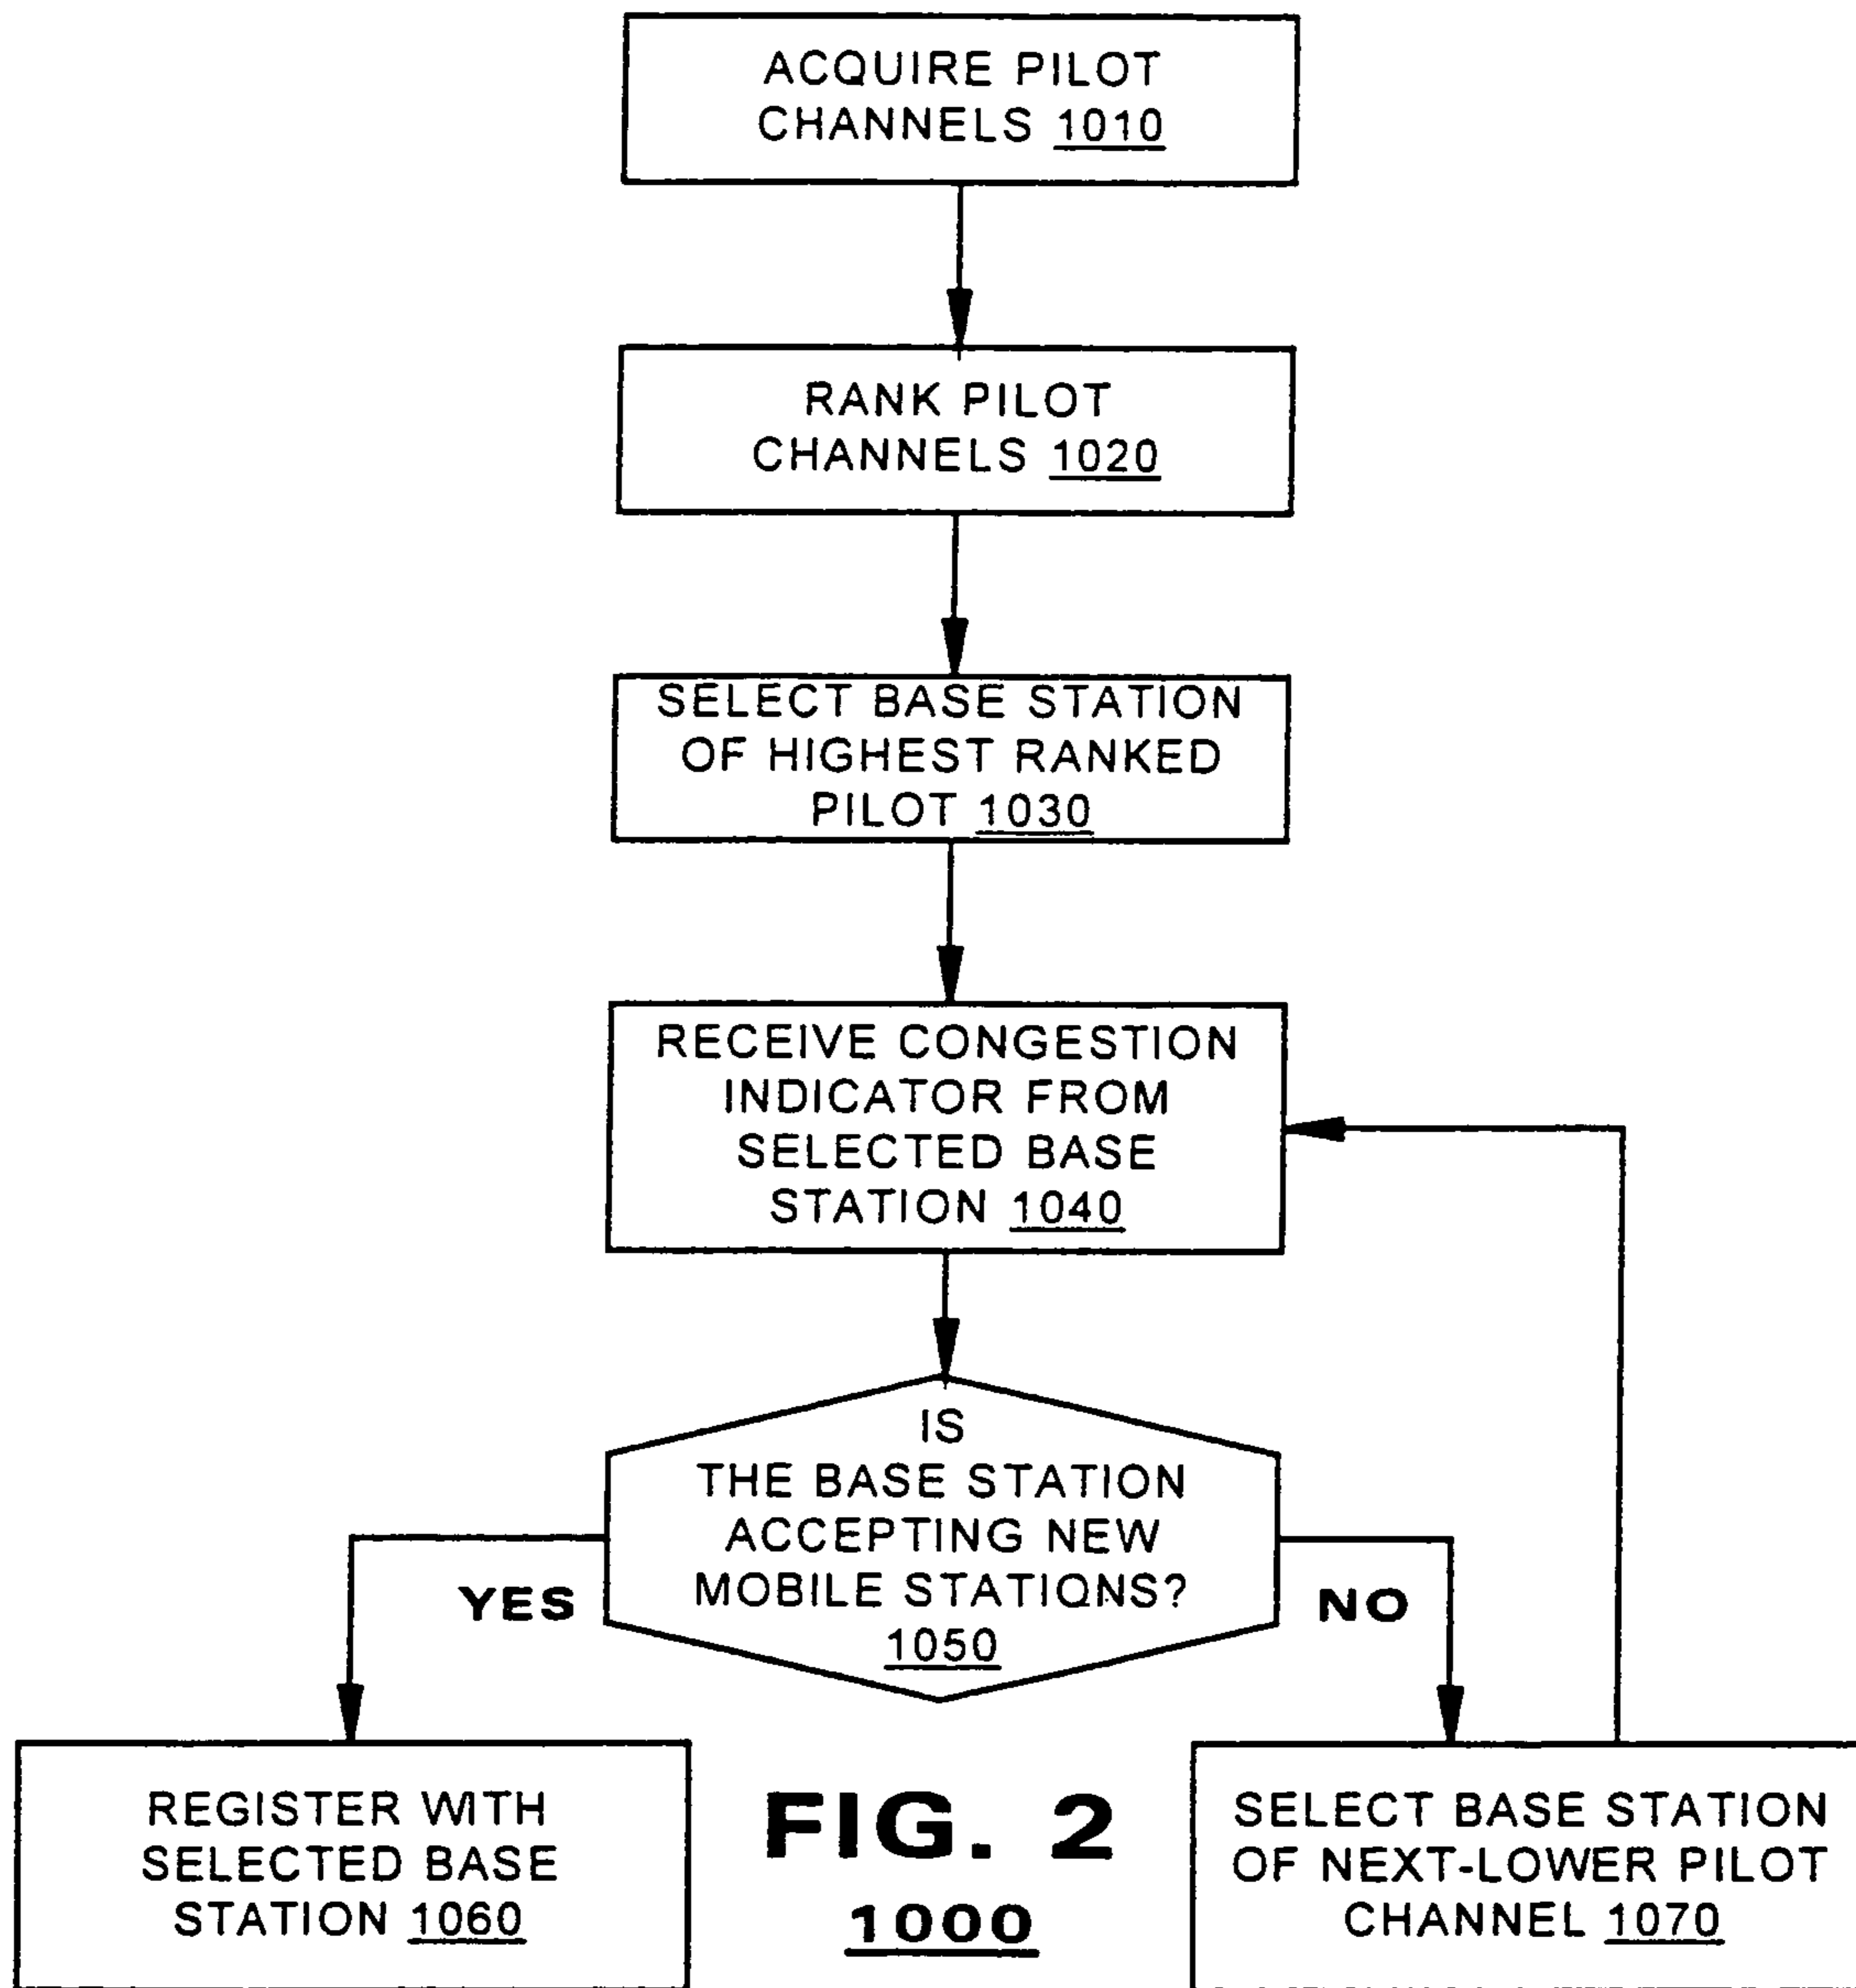 ACQUIRE PILOT
CHANNELS 1010
RANK PILOT
CHANNELS 1020
SELECT BASE STATION
OF HIGHEST RANKED
PILOT 1030
RECEIVE CONGESTION
INDICATOR FROM
SELECTED BASE
STATION 1040
IS
THE BASE STATION
ACCEPTING NEW
MOBILE STATIONS?
1050
YES
NO
REGISTER WITH
SELECTED BASE
STATION 1060
FIG. 2
1000
SELECT BASE STATION
OF NEXT-LOWER PILOT
CHANNEL 1070